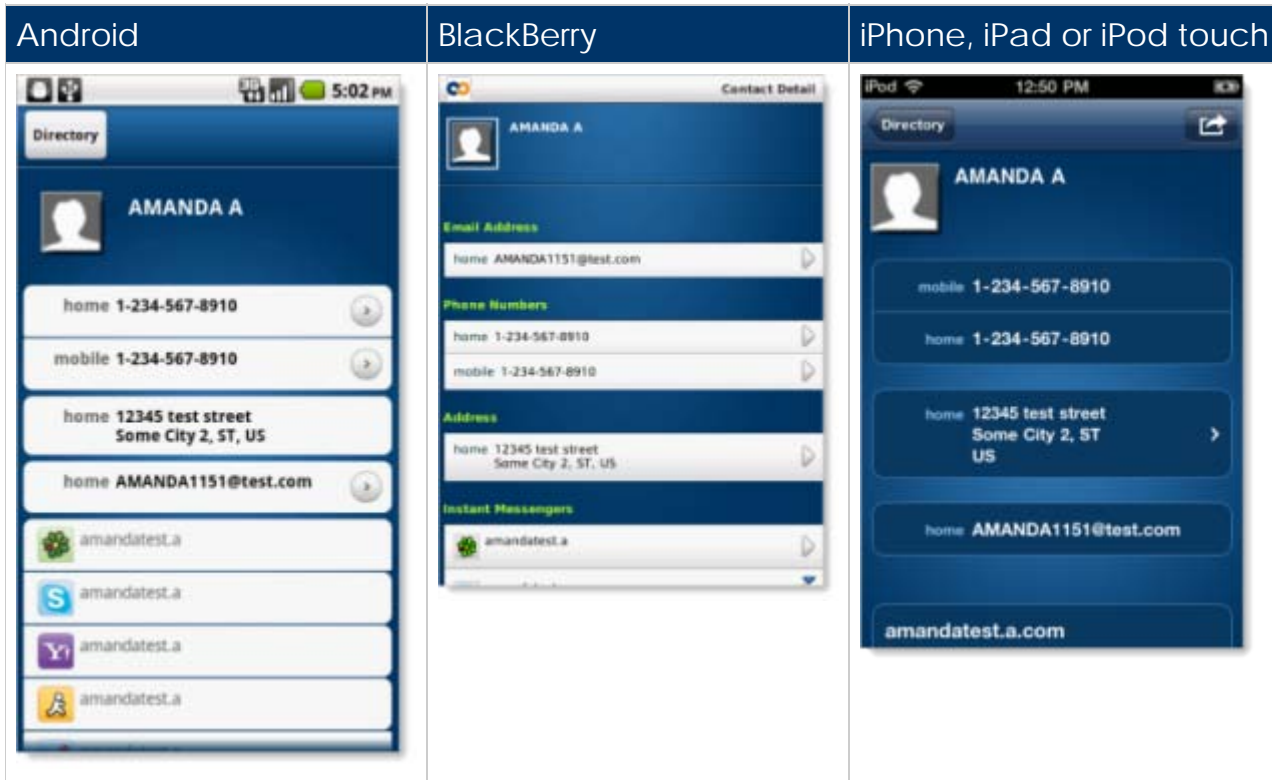 Android
BlackBerry
iPhone, iPad or iPod touch
5:02 PM
Directory
AMANDA A
home 1-234-567-8910
mobile 1-234-567-8910
home 12345 test street
Some City 2, ST, US
home AMANDA1151@test.com
amandatest.a
amandatest.a
amandatest.a
amandatest.a
Contact Detail
AMANDA A
Email Address
home AMANDA1151@test.com
Phone Numbers
home 1-234-567-8910
mobile 1-234-567-8910
Address
home 12345 test street
Some City 2, ST, US
Instant Messengers
amandatest.a
iPod 12:50 PM
Directory
AMANDA A
mobile 1-234-567-8910
home 1-234-567-8910
home 12345 test street
Some City 2, ST
US
home AMANDA1151@test.com
amandatest.a.com